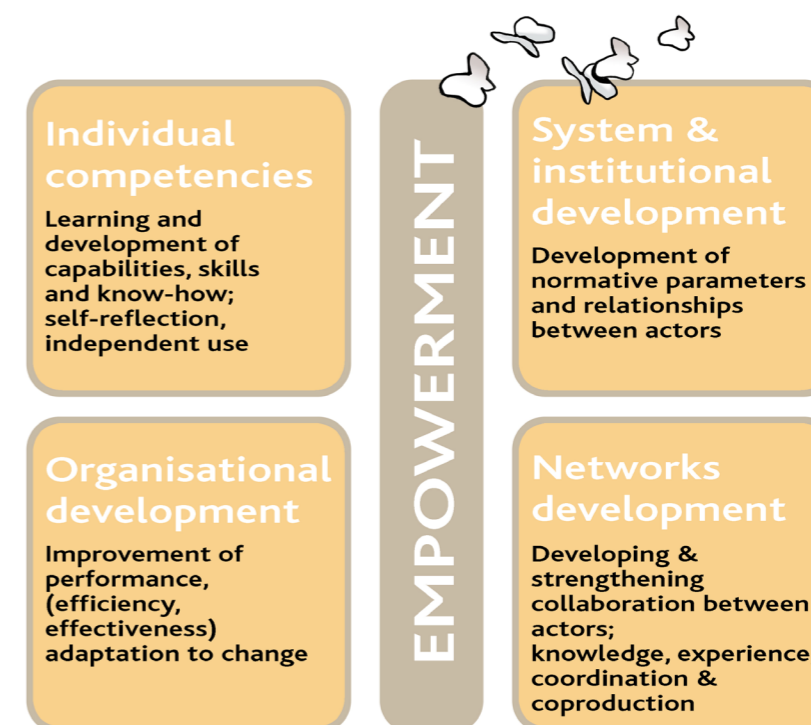 Individual
competencies
Learning and
development of
capabilities, skills
and know-how;
self-reflection,
independent use
Organisational
development
Improvement of
performance,
(efficiency,
effectiveness)
adaptation to change
EMPOWERMENT
System &
institutional
development
Development of
normative parameters
and relationships
between actors
Networks
development
Developing &
strengthening
collaboration between
actors;
knowledge, experience
coordination &
coproduction